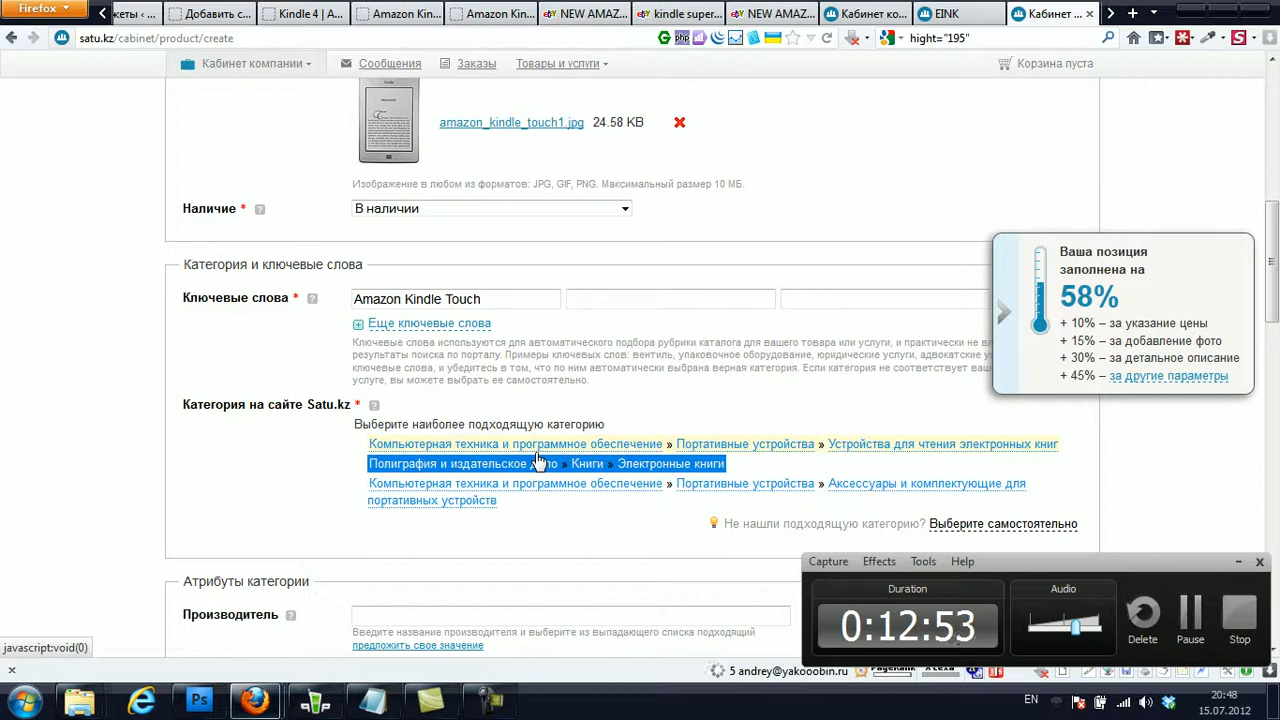 Firefox
кеты ‹ ...
Добавить с...
Kindle 4 | A...
Amazon Kin...
Amazon Kin...
NEW AMAZ...
kindle super...
NEW AMAZ...
Кабинет ко...
EINK
Кабинет ...
satu.kz/cabinet/product/create
hight="195"
Кабинет компании
Сообщения
Заказы
Товары и услуги
Корзина пуста
amazon_kindle_touch1.jpg 24.58 KB
Изображение в любом из форматов: JPG, GIF, PNG. Максимальный размер 10 МБ.
Наличие * ?
В наличии
Категория и ключевые слова
Ключевые слова * ?
Amazon Kindle Touch
Еще ключевые слова
Ключевые слова используются для автоматического подбора рубрики каталога для вашего товара или услуги, и практически не вл
результаты поиска по порталу. Примеры ключевых слов: вентиль, упаковочное оборудование, юридические услуги, адвокатские у
ключевые слова, и убедитесь в том, что по ним автоматически выбрана верная категория. Если категория не соответствует ваше
услуге, вы можете выбрать ее самостоятельно.
Ваша позиция
заполнена на
58%
+ 10% – за указание цены
+ 15% – за добавление фото
+ 30% – за детальное описание
+ 45% – за другие параметры
Категория на сайте Satu.kz * ?
Выберите наиболее подходящую категорию
Компьютерная техника и программное обеспечение » Портативные устройства » Устройства для чтения электронных книг
Полиграфия и издательское дело » Книги » Электронные книги
Компьютерная техника и программное обеспечение » Портативные устройства » Аксессуары и комплектующие для
портативных устройств
Не нашли подходящую категорию? Выберите самостоятельно
Атрибуты категории
Производитель ?
Введите название производителя и выберите из выпадающего списка подходящий
предложить свое значение
Capture Effects Tools Help
Duration
0:12:53
Audio
Delete
Pause
Stop
javascript:void(0)
5 andrey@yakooobin.ru
PageRank
Alexa
EN
20:48
15.07.2012